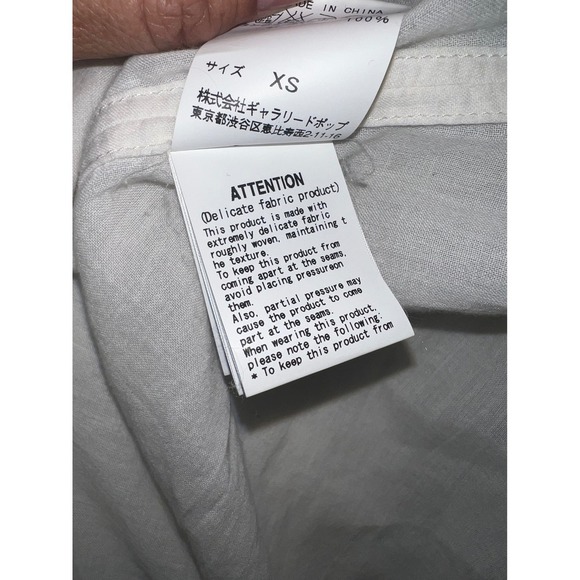 DE IN CHINA
100%
サイズ XS
株式会社ギャラリードポップ
東京都渋谷区恵比寿西2-11-16
ATTENTION
(Delicate fabric product)
This product is made with
extremely delicate fabric
roughly woven, maintaining t
he texture.
To keep this product from
coming apart at the seams,
avoid placing pressureon
them.
Also, partial pressure may
cause the product to come
part at the seams.
When wearing this product,
please note the following:
* To keep this product from